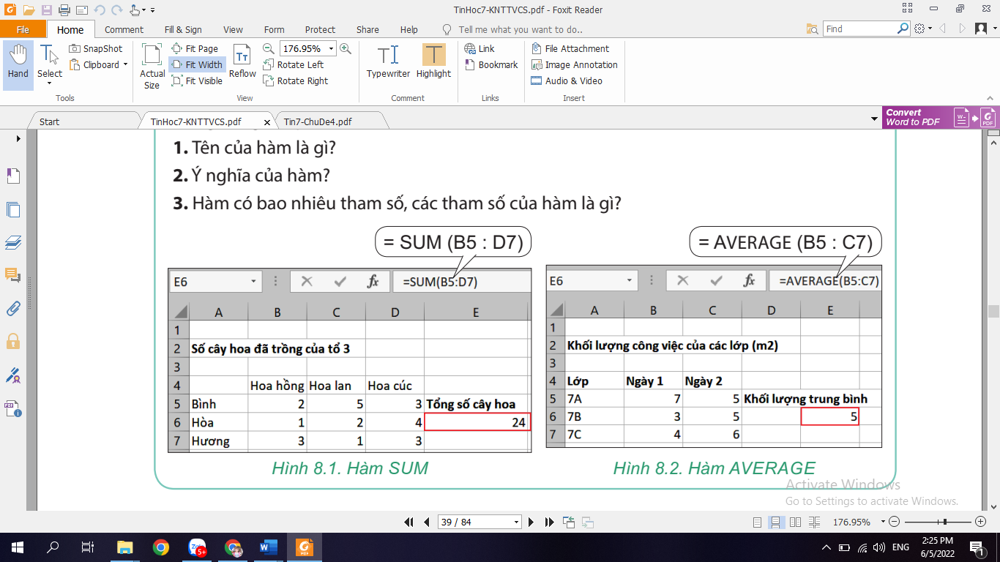 TinHoc7-KNTTVCS.pdf - Foxit Reader
File Home Comment Fill & Sign View Form Protect Share Help Tell me what you want to do.. Find
Hand Select SnapShot Clipboard Actual Size Fit Page Fit Width Fit Visible Reflow 176.95% Rotate Left Rotate Right Typewriter Highlight Link Bookmark File Attachment Image Annotation Audio & Video
Tools View Comment Links Insert
Start TinHoc7-KNTTVCS.pdf x Tin7-ChuDe4.pdf Convert Word to PDF
1. Tên của hàm là gì?
2. Ý nghĩa của hàm?
3. Hàm có bao nhiêu tham số, các tham số của hàm là gì?
= SUM (B5 : D7)
E6 fx =SUM(B5:D7)
A B C D E
1
2 Số cây hoa đã trồng của tổ 3
3
4 Hoa hồng Hoa lan Hoa cúc
5 Bình 2 5 3 Tổng số cây hoa
6 Hòa 1 2 4 24
7 Hương 3 1 3
Hình 8.1. Hàm SUM
= AVERAGE (B5 : C7)
E6 fx =AVERAGE(B5:C7)
A B C D E
1
2 Khối lượng công việc của các lớp (m2)
3
4 Lớp Ngày 1 Ngày 2
5 7A 7 5 Khối lượng trung bình
6 7B 3 5 5
7 7C 4 6
Hình 8.2. Hàm AVERAGE
Activate Windows
Go to Settings to activate Windows.
39 / 84 176.95%
ENG 2:25 PM
6/5/2022